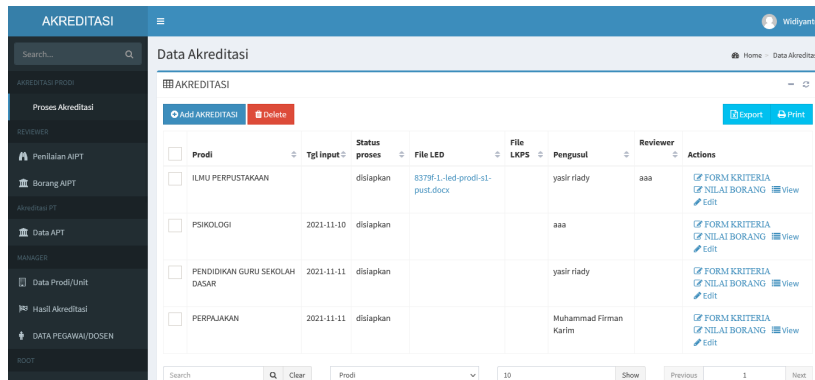 AKREDITASI
Widiyant
Search...
Data Akreditasi
Home > Data Akredita
AKREDITASI PRODI
AKREDITASI
Proses Akreditasi
Add AKREDITASI Delete Export Print
REVIEWER
Penilaian AIPT
Borang AIPT
Akreditasi PT
Data APT
MANAGER
Data Prodi/Unit
Hasil Akreditasi
DATA PEGAWAI/DOSEN
ROOT
Prodi Tgl input Status proses File LED File LKPS Pengusul Reviewer Actions
ILMU PERPUSTAKAAN disiapkan 8379f-1.-led-prodi-s1- yasir riady aaa FORM KRITERIA
pust.docx NILAI BORANG View
Edit
PSIKOLOGI 2021-11-10 disiapkan aaa FORM KRITERIA
NILAI BORANG View
Edit
PENDIDIKAN GURU SEKOLAH 2021-11-11 disiapkan yasir riady FORM KRITERIA
DASAR NILAI BORANG View
Edit
PERPAJAKAN 2021-11-11 disiapkan Muhammad Firman FORM KRITERIA
Karim NILAI BORANG View
Edit
Search Clear Prodi 10 Show Previous 1 Next